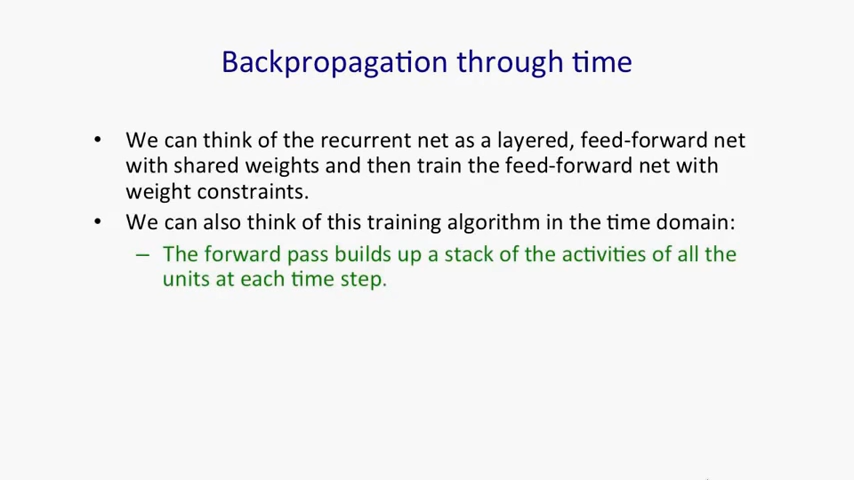 Backpropagation through time
• We can think of the recurrent net as a layered, feed-forward net
with shared weights and then train the feed-forward net with
weight constraints.
• We can also think of this training algorithm in the time domain:
– The forward pass builds up a stack of the activities of all the
units at each time step.